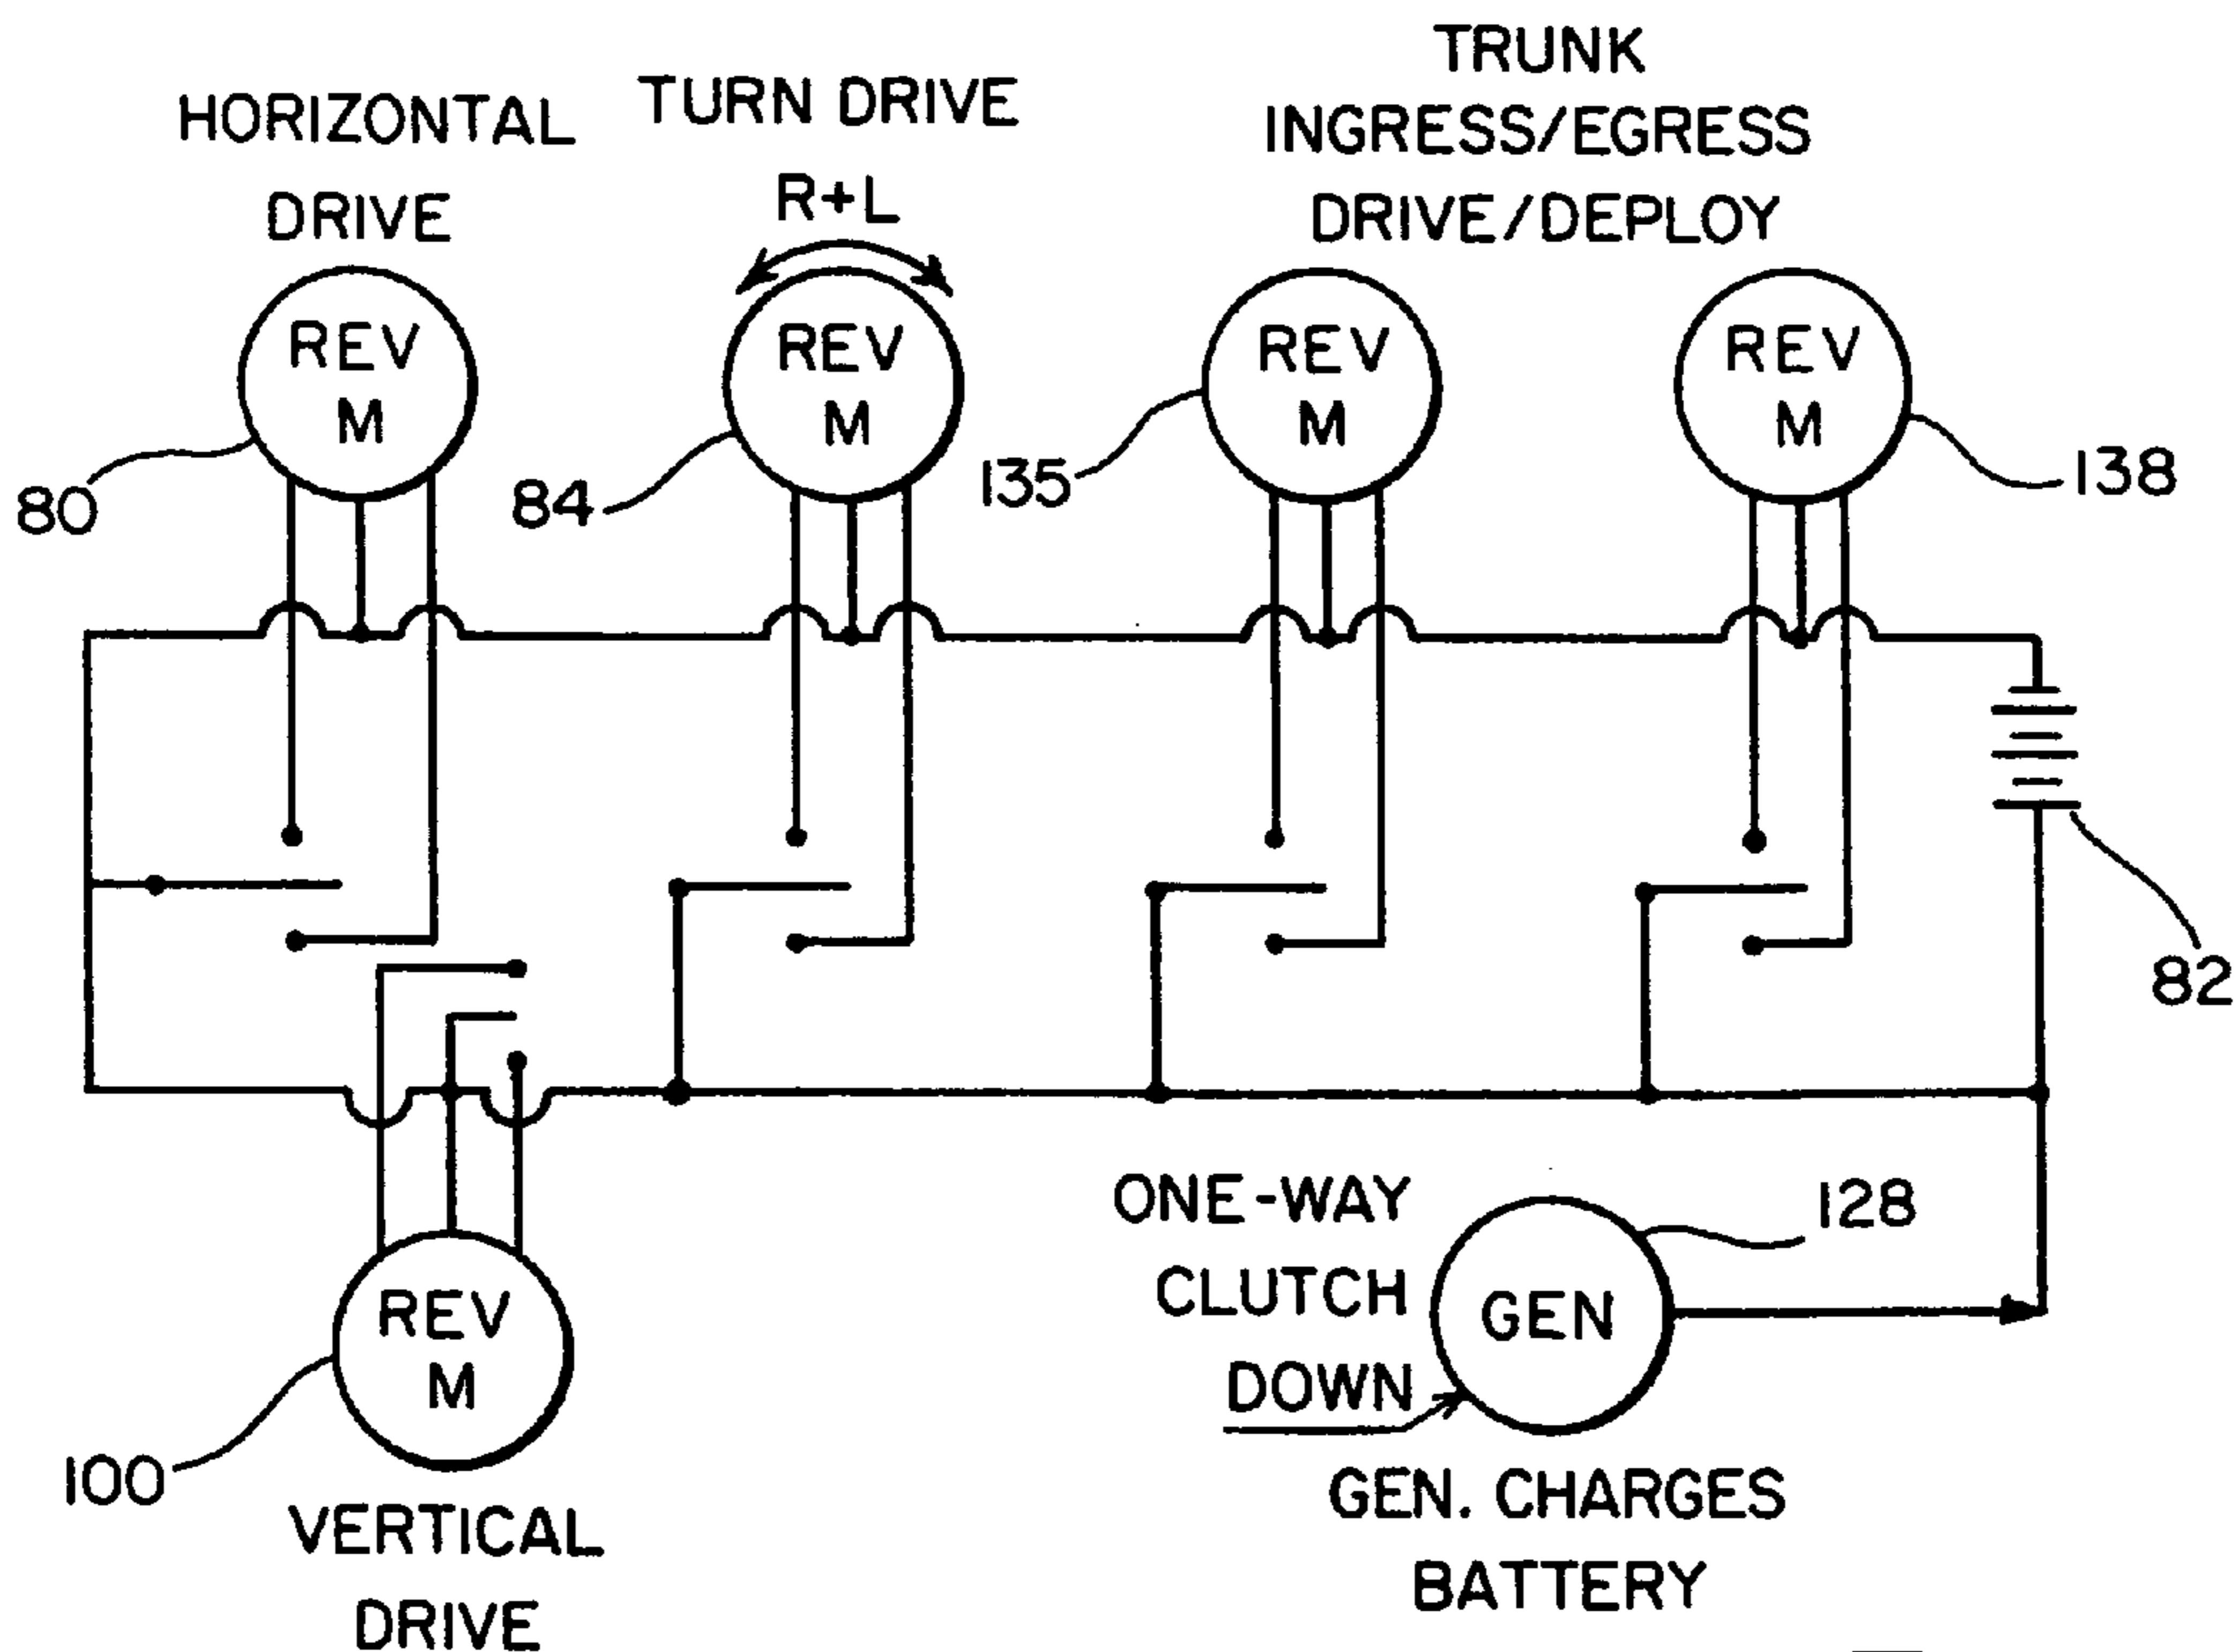 HORIZONTAL
DRIVE
TURN DRIVE
R+L
TRUNK
INGRESS/EGRESS
DRIVE/DEPLOY
REV
M
REV
M
REV
M
REV
M
80
84
135
138
82
REV
M
100
VERTICAL
DRIVE
ONE-WAY
CLUTCH
DOWN
GEN
128
GEN. CHARGES
BATTERY